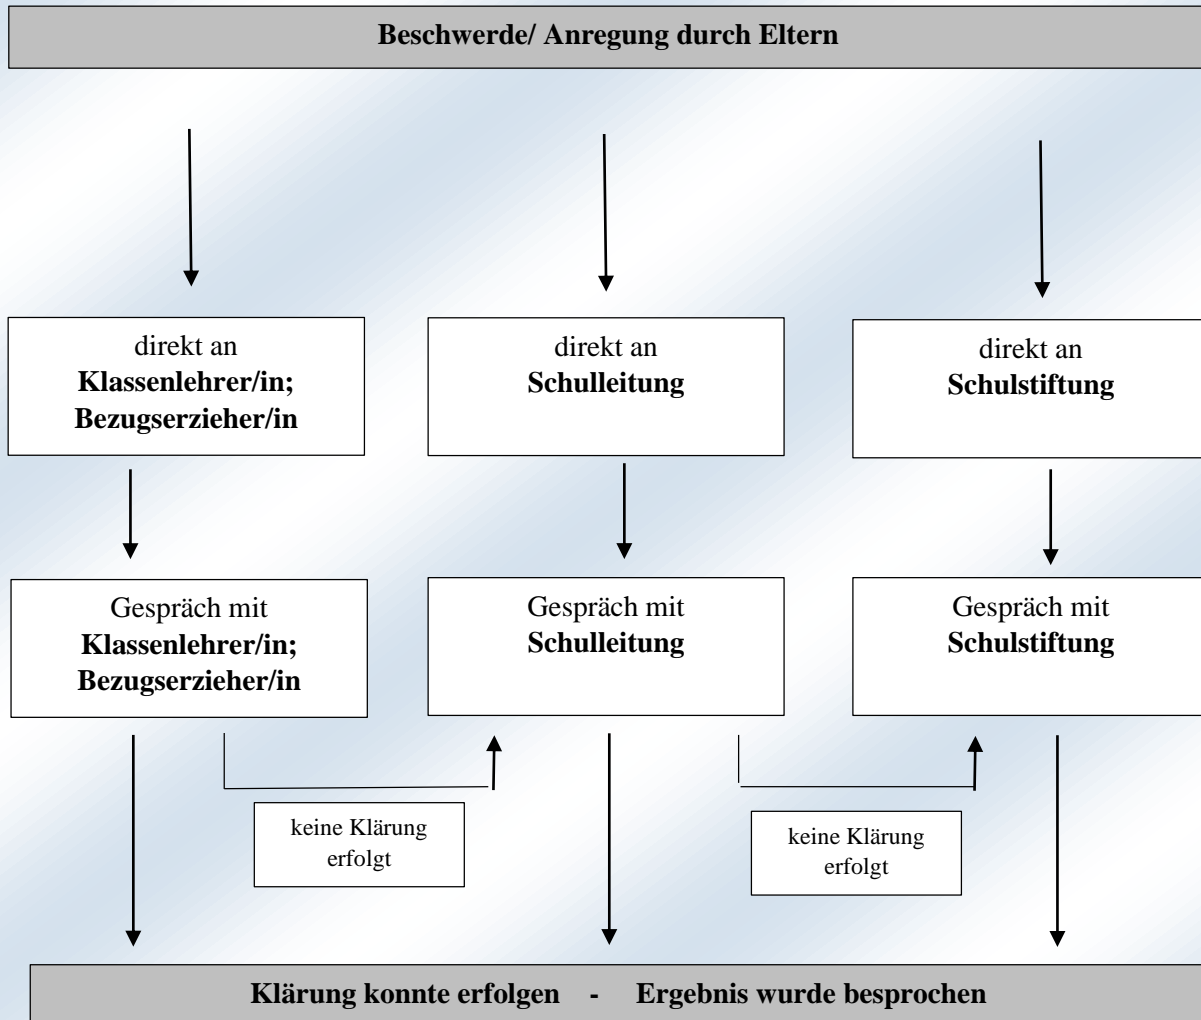 Beschwerde/ Anregung durch Eltern
direkt an
Klassenlehrer/in;
Bezugserzieher/in
direkt an
Schulleitung
direkt an
Schulstiftung
Gespräch mit
Klassenlehrer/in;
Bezugserzieher/in
Gespräch mit
Schulleitung
Gespräch mit
Schulstiftung
keine Klärung
erfolgt
keine Klärung
erfolgt
Klärung konnte erfolgen - Ergebnis wurde besprochen